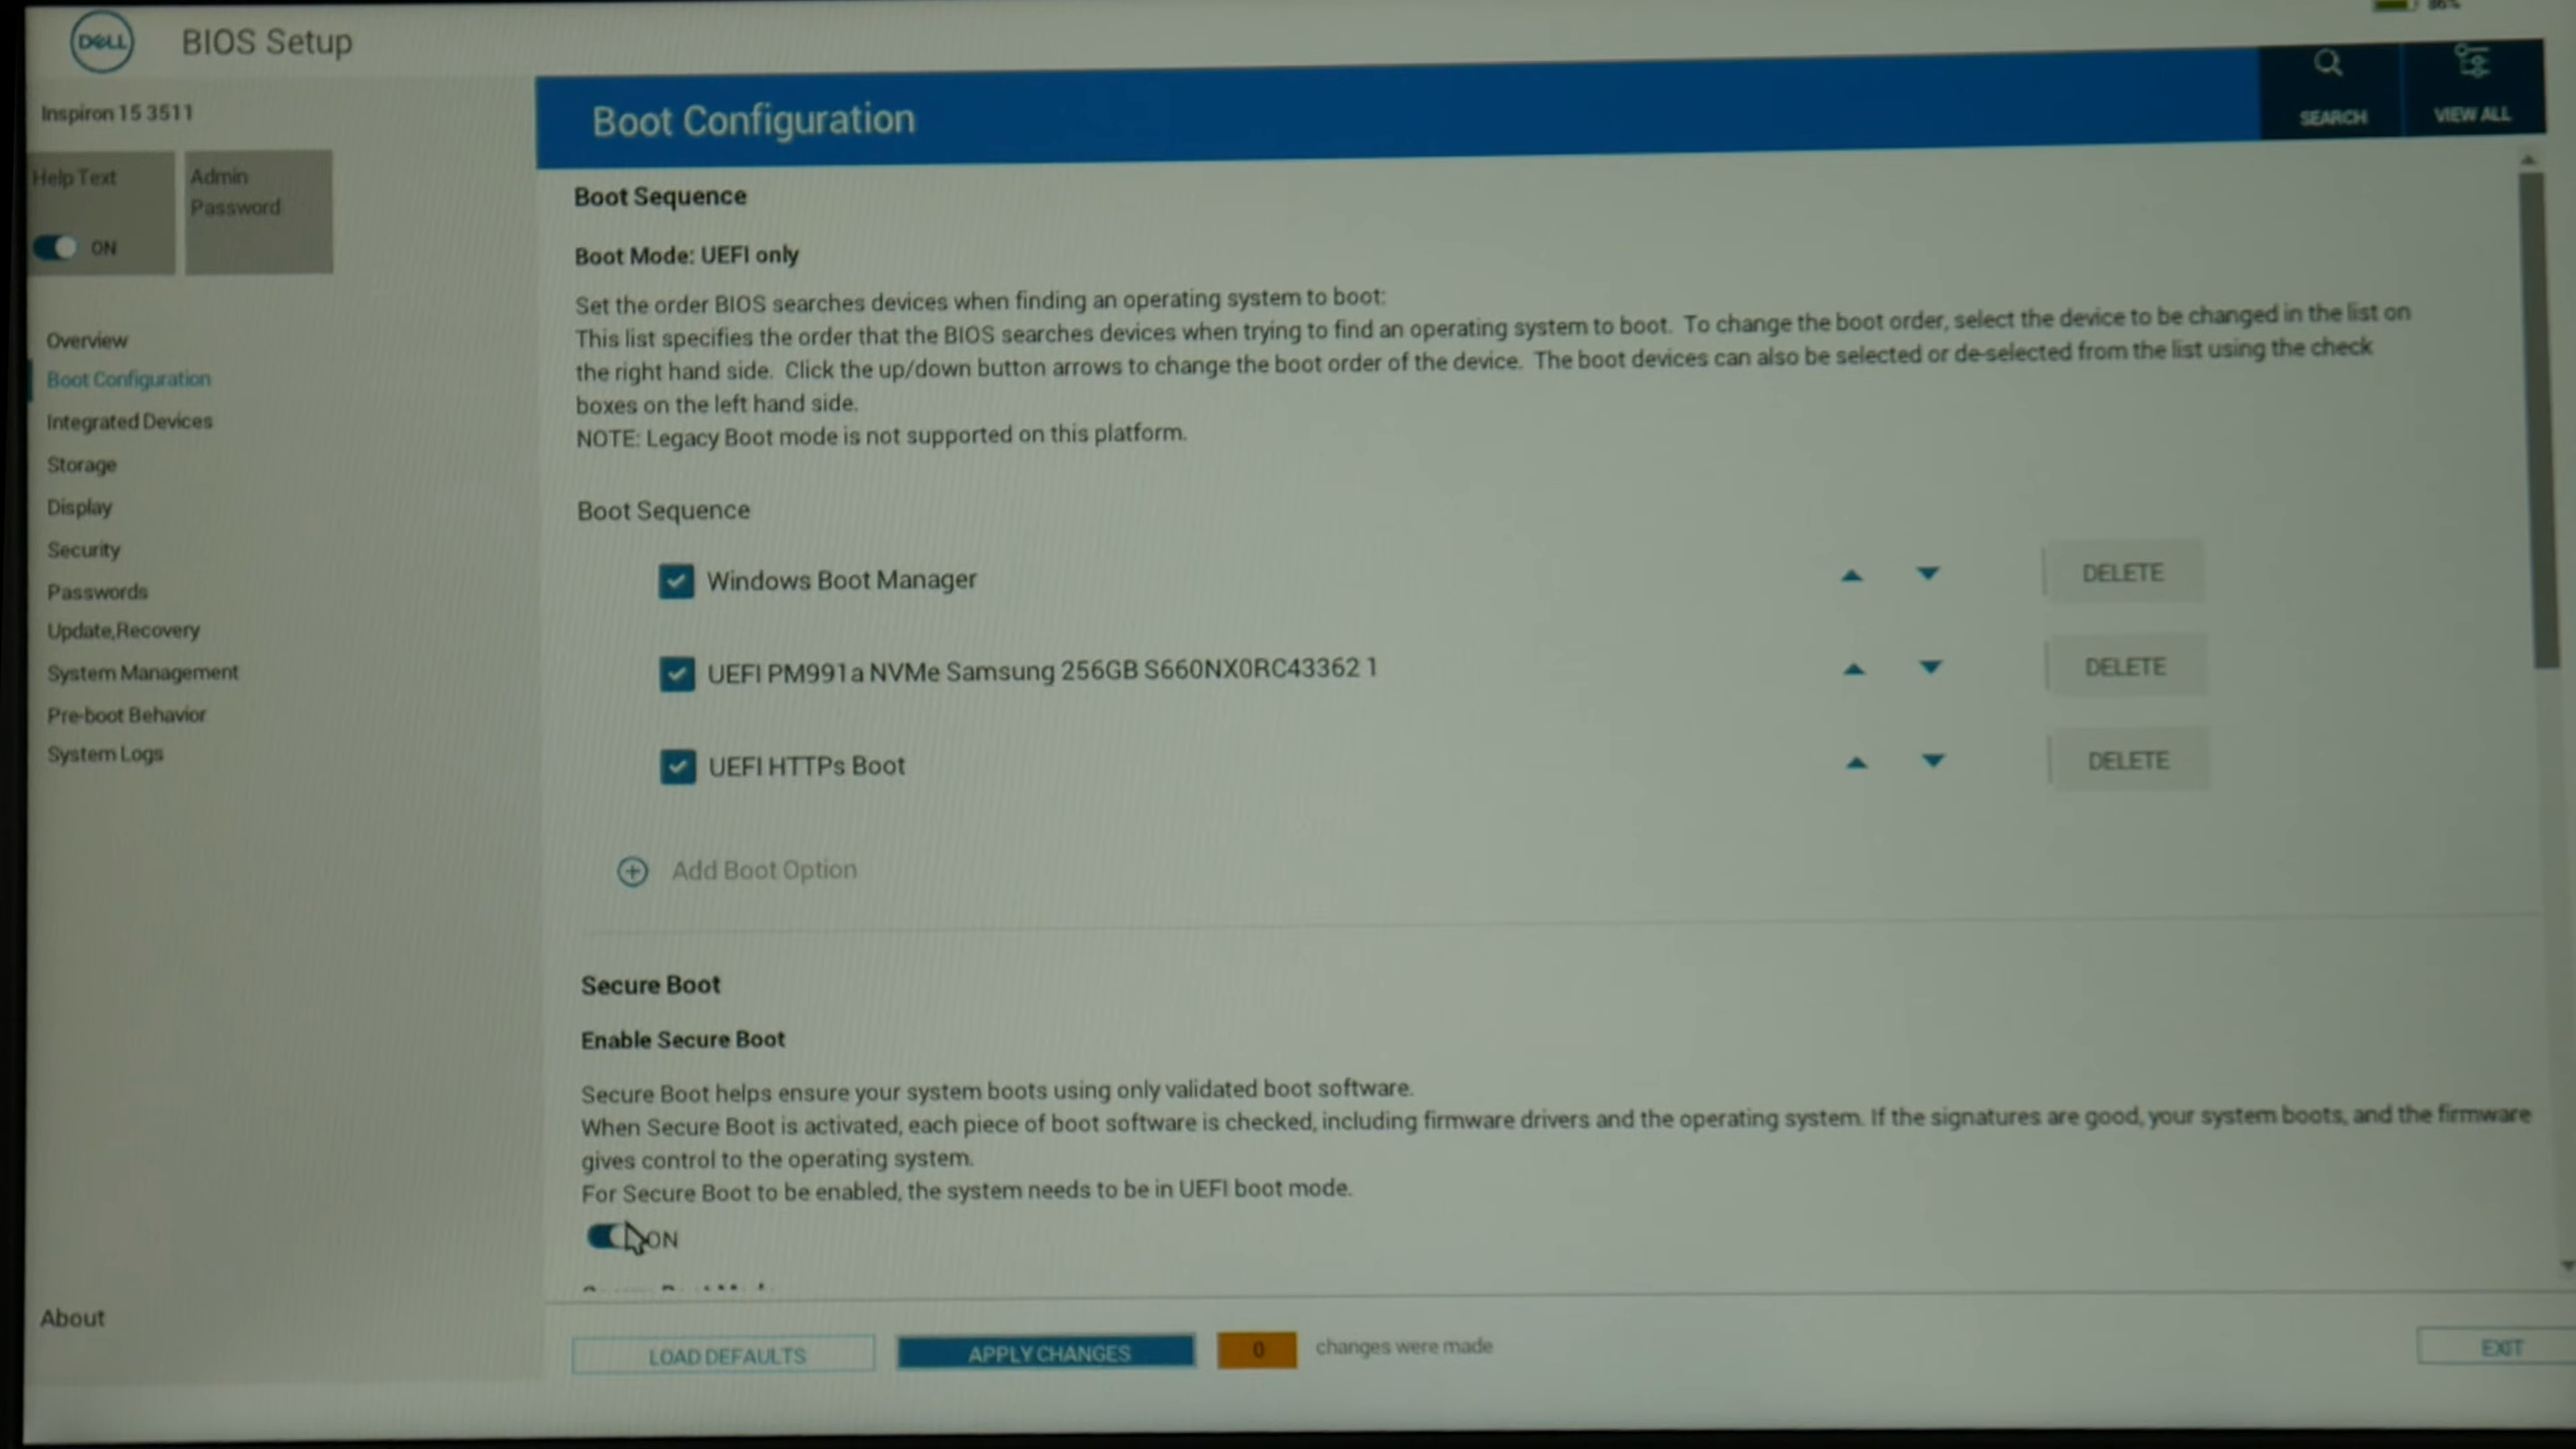 DELL
BIOS Setup
86%
Inspiron 15 3511
Help Text
ON
Admin
Password
Overview
Boot Configuration
Integrated Devices
Storage
Display
Security
Passwords
Update,Recovery
System Management
Pre-boot Behavior
System Logs
About
Boot Configuration
SEARCH
VIEW ALL
Boot Sequence
Boot Mode: UEFI only
Set the order BIOS searches devices when finding an operating system to boot:
This list specifies the order that the BIOS searches devices when trying to find an operating system to boot. To change the boot order, select the device to be changed in the list on
the right hand side. Click the up/down button arrows to change the boot order of the device. The boot devices can also be selected or de-selected from the list using the check
boxes on the left hand side.
NOTE: Legacy Boot mode is not supported on this platform.
Boot Sequence
Windows Boot Manager
DELETE
UEFI PM991a NVMe Samsung 256GB S660NX0RC43362 1
DELETE
UEFI HTTPs Boot
DELETE
Add Boot Option
Secure Boot
Enable Secure Boot
Secure Boot helps ensure your system boots using only validated boot software.
When Secure Boot is activated, each piece of boot software is checked, including firmware drivers and the operating system. If the signatures are good, your system boots, and the firmware
gives control to the operating system.
For Secure Boot to be enabled, the system needs to be in UEFI boot mode.
ON
LOAD DEFAULTS
APPLY CHANGES
0
changes were made
EXIT